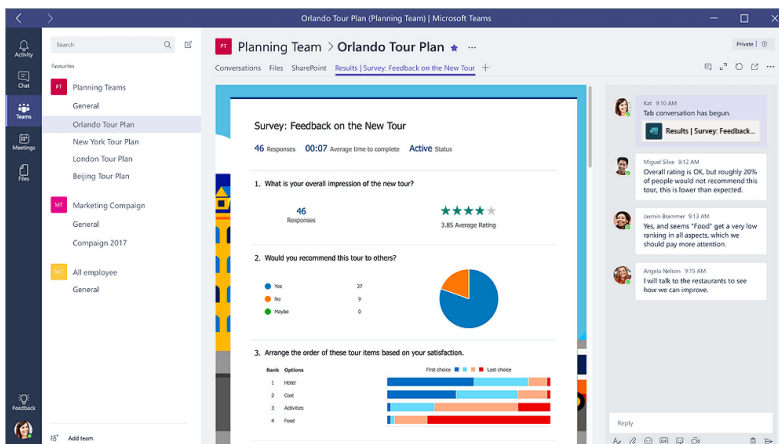 Orlando Tour Plan (Planning Team) | Microsoft Teams
Activity
Chat
Teams
Meetings
Files
Feedback
Search
Favourites
PT Planning Teams
General
Orlando Tour Plan
New York Tour Plan
London Tour Plan
Beijing Tour Plan
MT Marketing Campaign
General
Compaign 2017
MT All employee
General
Add team
PT Planning Team > Orlando Tour Plan
Private
Conversations Files SharePoint Results | Survey: Feedback on the New Tour
Survey: Feedback on the New Tour
46 Responses 00:07 Average time to complete Active Status
1. What is your overall impression of the new tour?
46
Responses
3.85 Average Rating
2. Would you recommend this tour to others?
Yes 37
No 9
Maybe 0
3. Arrange the order of these tour items based on your satisfaction.
Rank Options First choice Last choice
1 Hotel
2 Cost
3 Activities
4 Food
Kat 9:10 AM
Tab conversation has begun.
Results | Survey: Feedback...
Miguel Silva 9:12 AM
Overall rating is OK, but roughly 20%
of people would not recommend this
tour, this is lower than expected.
Jasmin Brammer 9:13 AM
Yes, and seems "Food" get a very low
ranking in all aspects, which we
should pay more attention.
Angela Nelson 9:15 AM
I will talk to the restaurants to see
how we can improve.
Reply
GIF